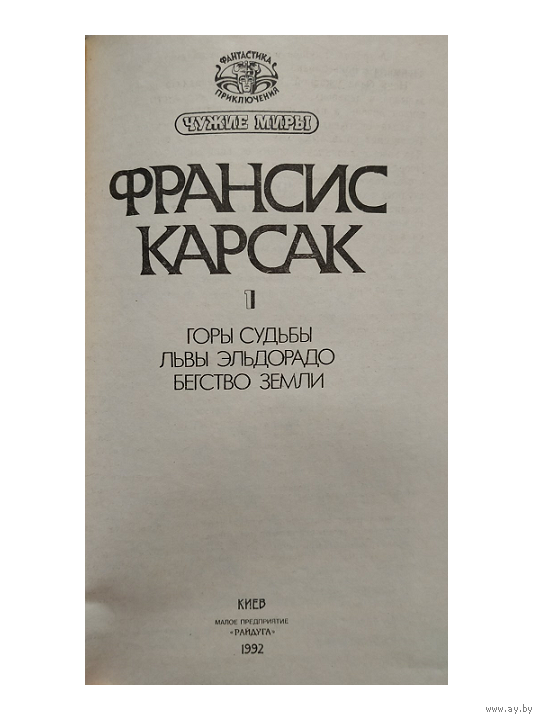 ФАНТАСТИКА
ПРИКЛЮЧЕНИЯ
ЧУЖИЕ МИРЫ
ФРАНСИС
КАРСАК
1
ГОРЫ СУДЬБЫ
ЛЬВЫ ЭЛЬДОРАДО
БЕГСТВО ЗЕМЛИ
КИЕВ
МАЛОЕ ПРЕДПРИЯТИЕ
«РАЙДУГА»
1992
www.ay.by